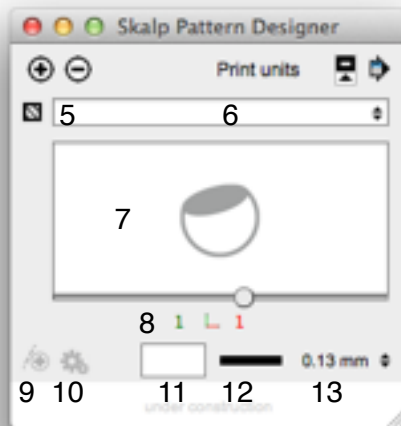 Skalp Pattern Designer
Print units
5 6
7
8 1 1
0.13 mm
9 10 11 12 13
under construction